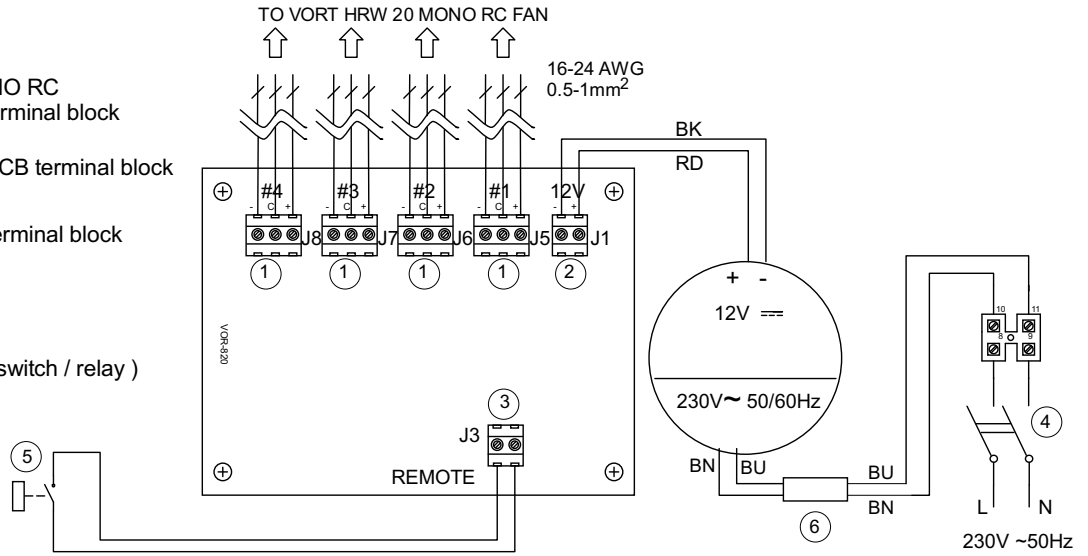 TO VORT HRW 20 MONO RC FAN
16-24 AWG
0.5-1mm2
NO RC
erminal block
CB terminal block
erminal block
switch / relay )
BK
RD
#4 #3 #2 #1 12V
- C + - C + - C + - C + - +
J8 J7 J6 J5 J1
1 1 1 1 2
VOR-820
+ -
12V
230V~ 50/60Hz
10 11
8 9
4
3
J3
REMOTE
5
BN BU
BU
BN
6
L N
230V ~50Hz